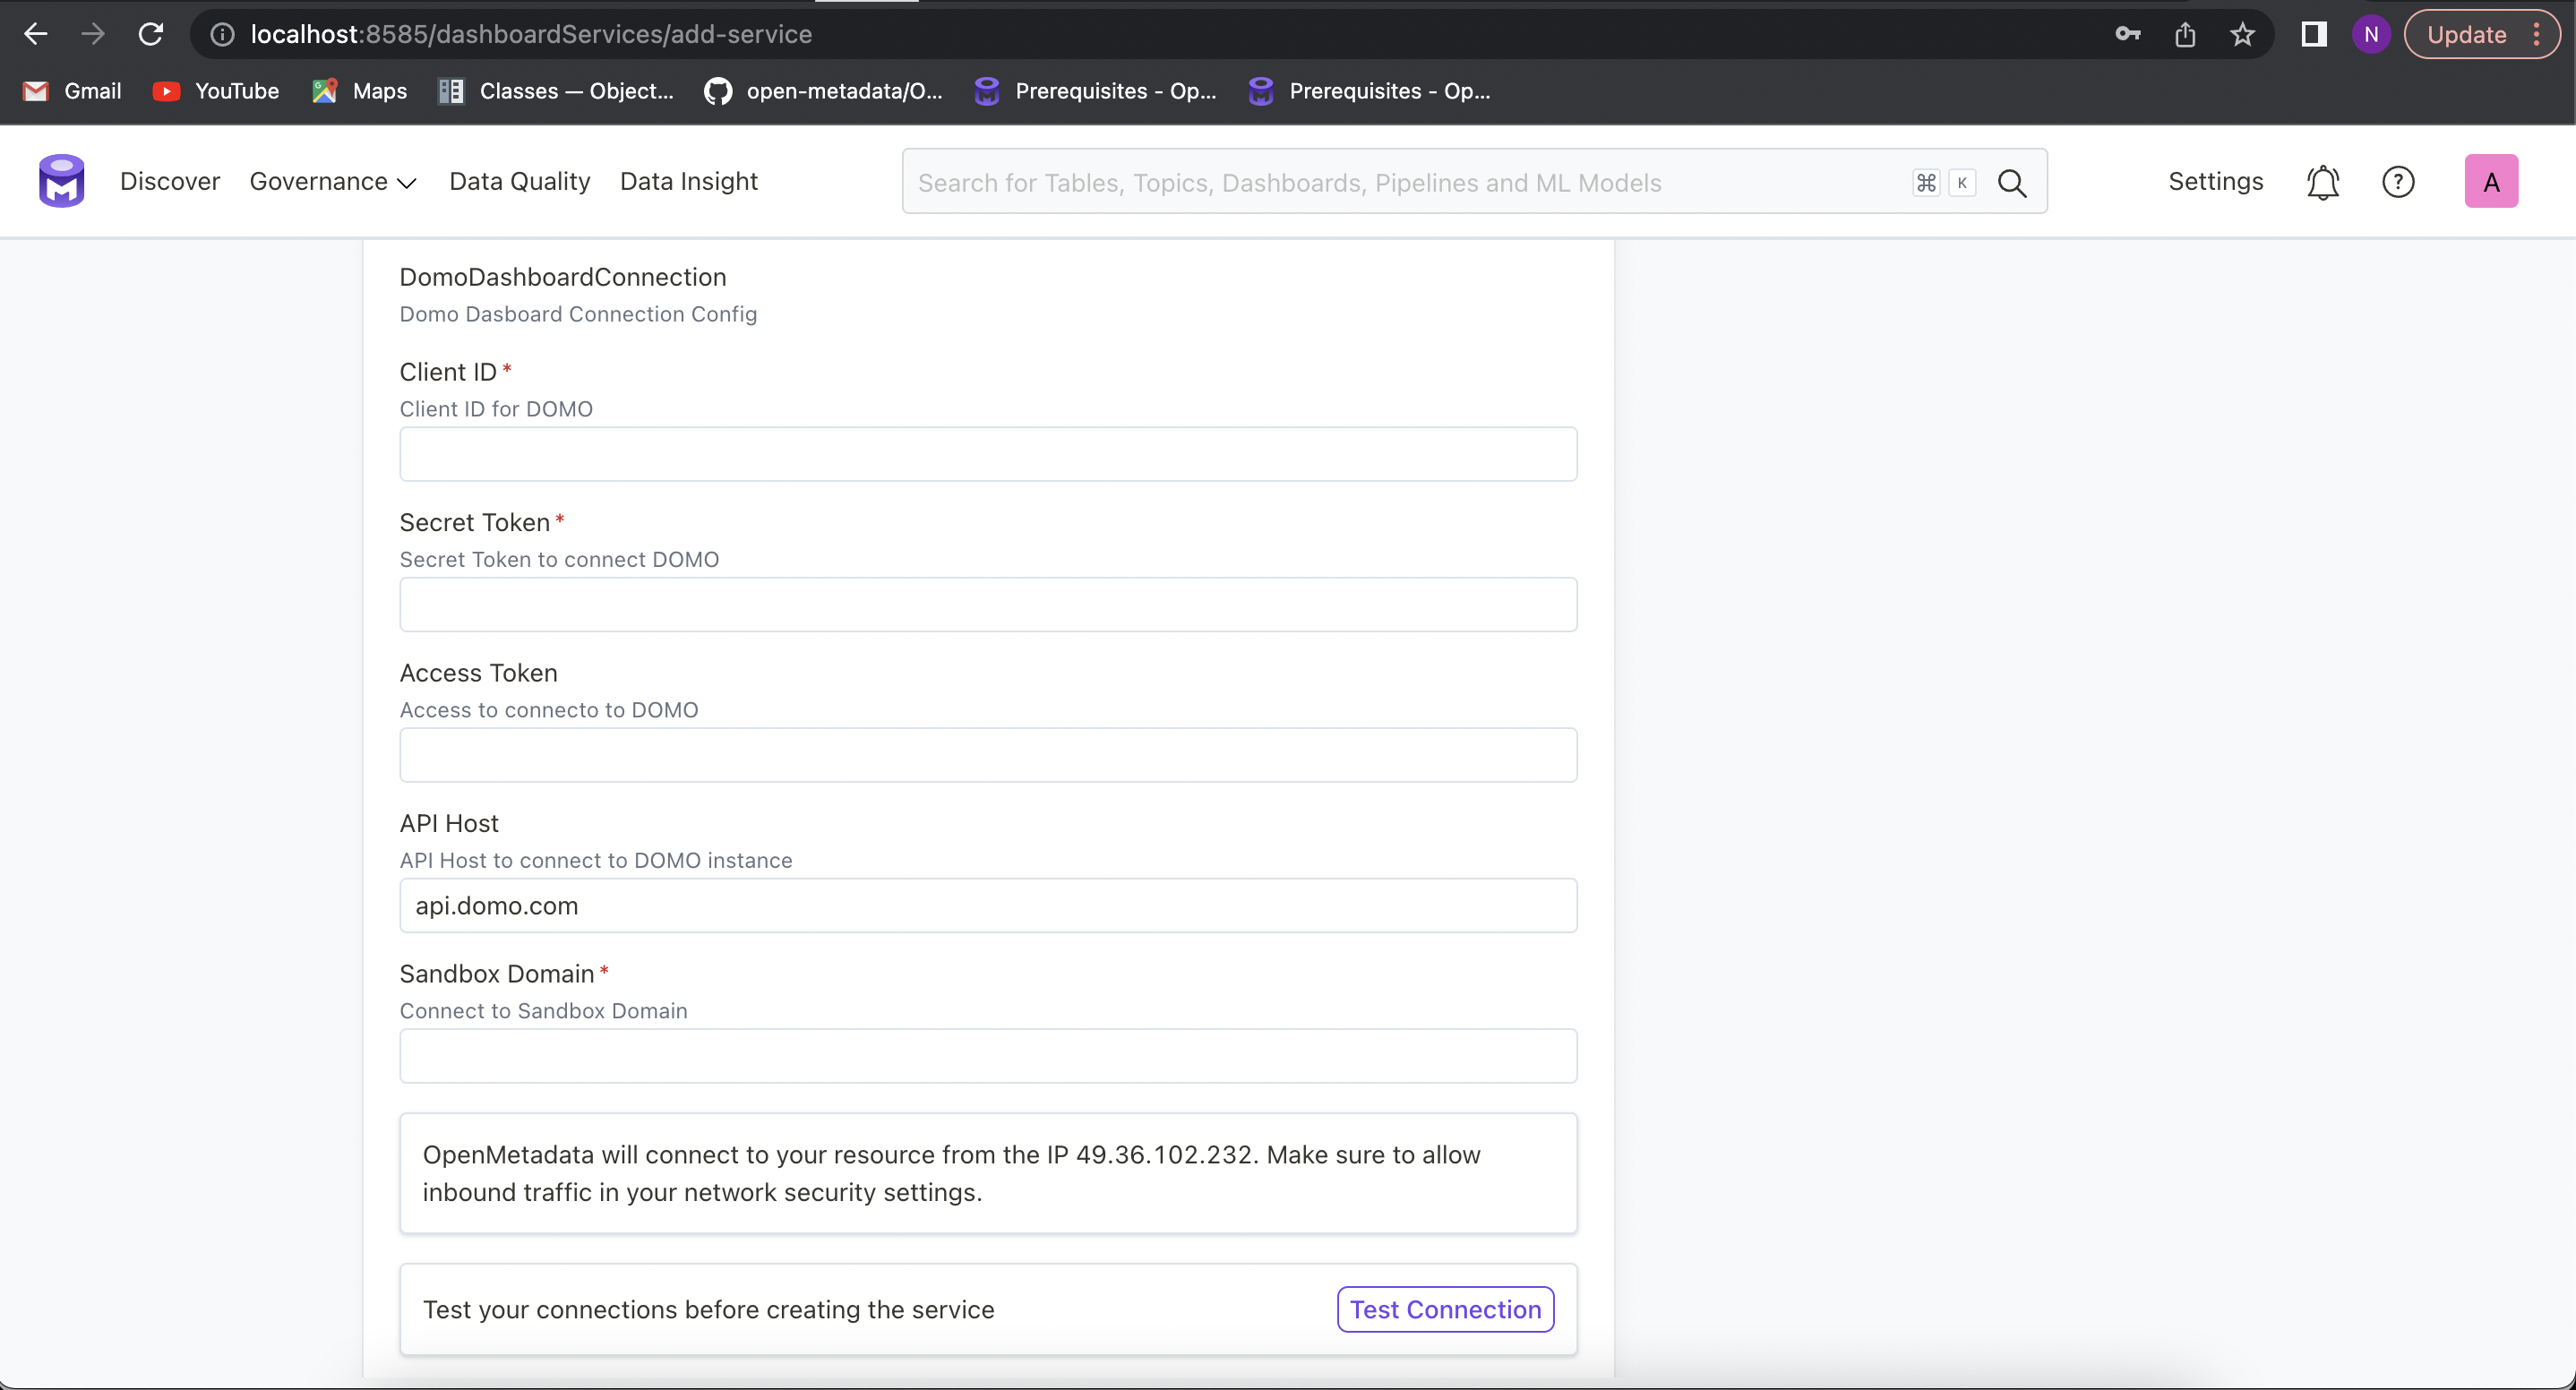 localhost:8585/dashboardServices/add-service
N
Update
Gmail
YouTube
Maps
Classes — Object...
open-metadata/O...
Prerequisites - Op...
Prerequisites - Op...
Discover
Governance
Data Quality
Data Insight
Search for Tables, Topics, Dashboards, Pipelines and ML Models
⌘ K
Settings
A
DomoDashboardConnection
Domo Dasboard Connection Config
Client ID *
Client ID for DOMO
Secret Token *
Secret Token to connect DOMO
Access Token
Access to connecto to DOMO
API Host
API Host to connect to DOMO instance
api.domo.com
Sandbox Domain *
Connect to Sandbox Domain
OpenMetadata will connect to your resource from the IP 49.36.102.232. Make sure to allow
inbound traffic in your network security settings.
Test your connections before creating the service
Test Connection